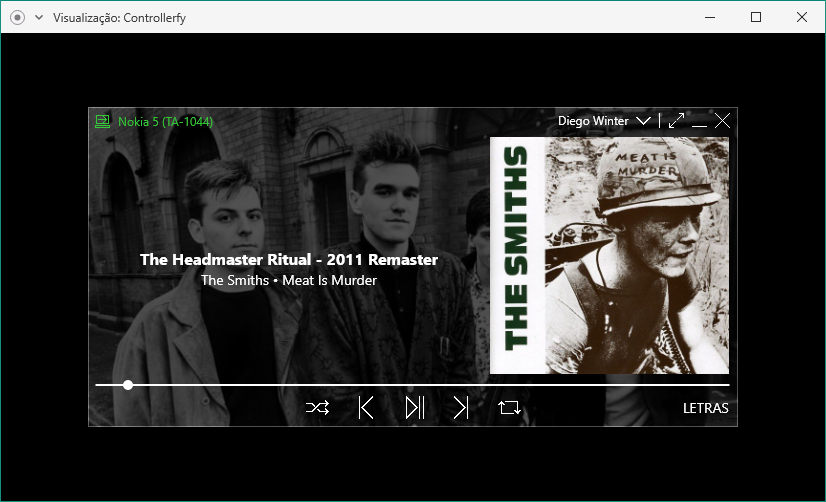 Visualização: Controllerfy
Nokia 5 (TA-1044)
Diego Winter
THE SMITHS
MEAT IS
MURDER
The Headmaster Ritual - 2011 Remaster
The Smiths • Meat Is Murder
LETRAS